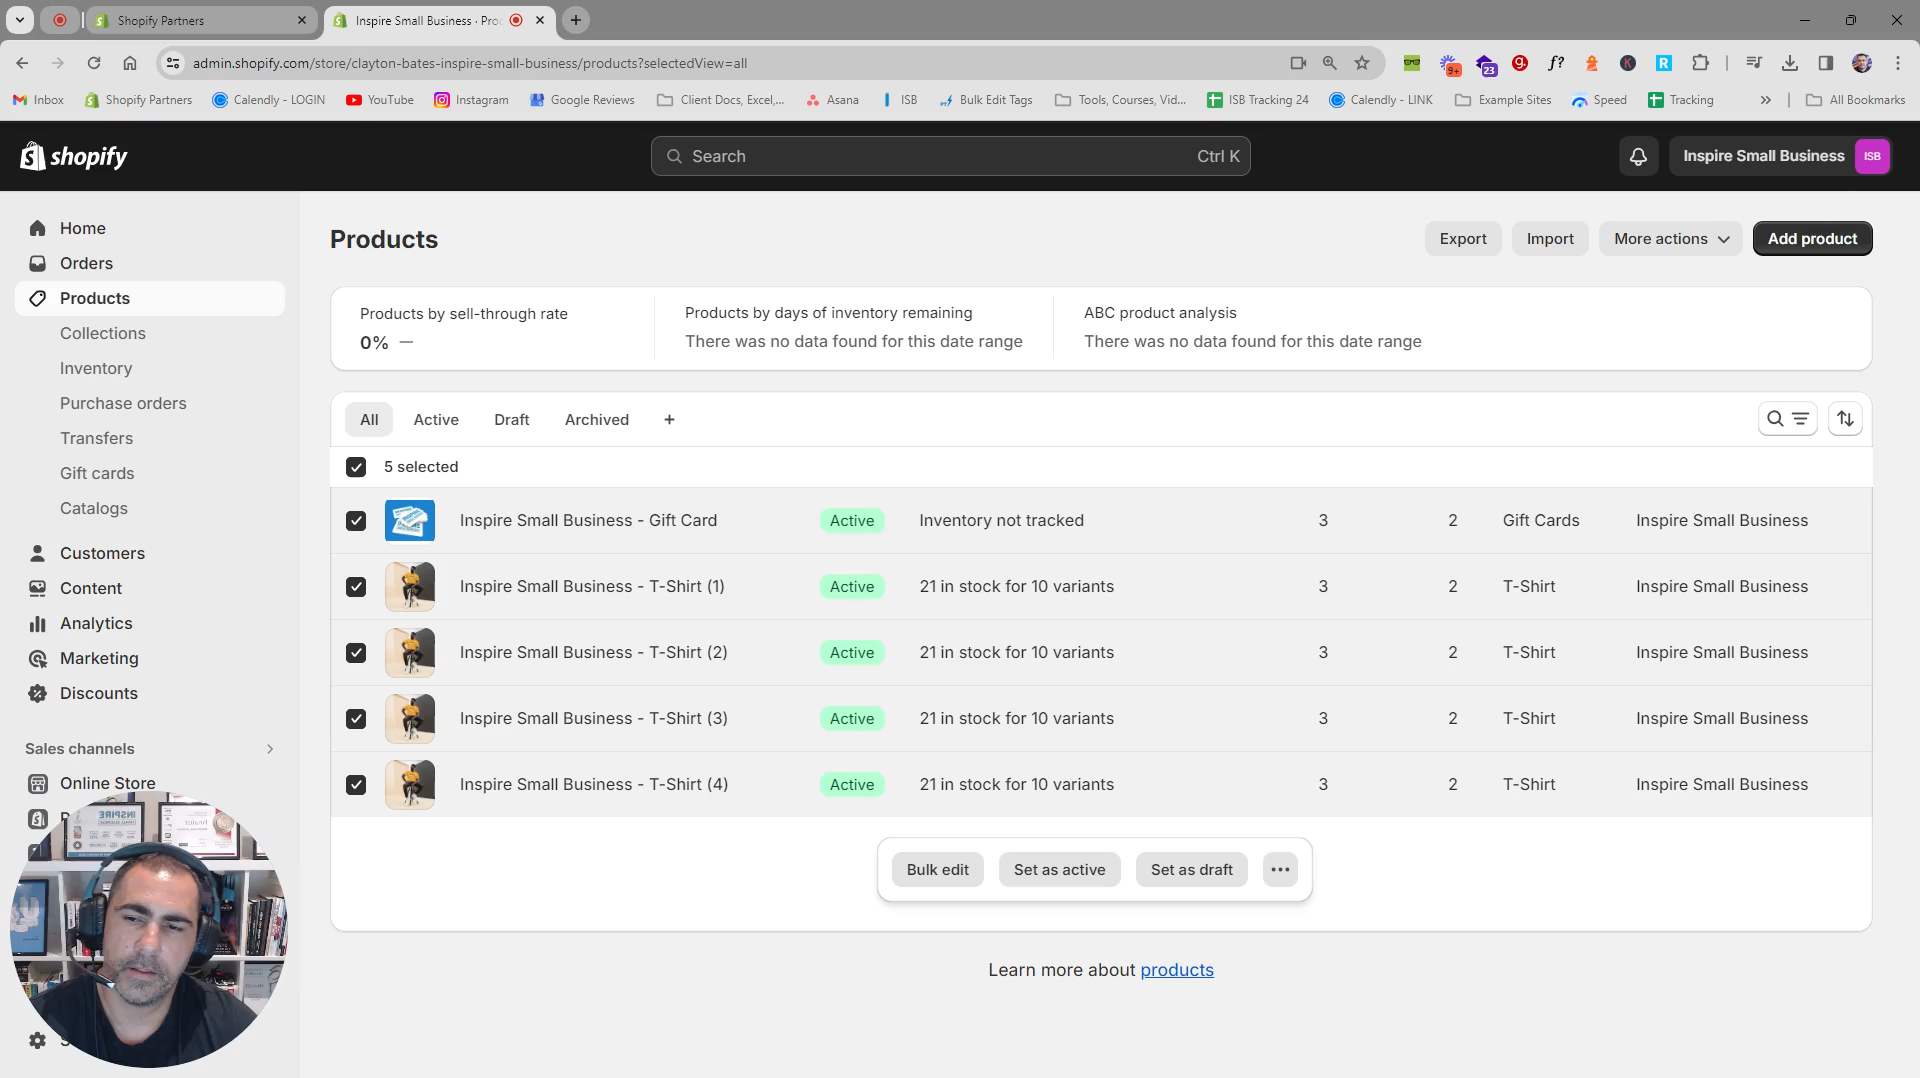 Shopify Partners
Inspire Small Business · Proc
admin.shopify.com/store/clayton-bates-inspire-small-business/products?selectedView=all
9+
23
Inbox
Shopify Partners
Calendly - LOGIN
YouTube
Instagram
Google Reviews
Client Docs, Excel,...
Asana
ISB
Bulk Edit Tags
Tools, Courses, Vid...
ISB Tracking 24
Calendly - LINK
Example Sites
Speed
Tracking
All Bookmarks
shopify
Search
Ctrl K
Inspire Small Business
ISB
Home
Orders
Products
Collections
Inventory
Purchase orders
Transfers
Gift cards
Catalogs
Customers
Content
Analytics
Marketing
Discounts
Sales channels
Online Store
Products
Export
Import
More actions
Add product
Products by sell-through rate
0% —
Products by days of inventory remaining
There was no data found for this date range
ABC product analysis
There was no data found for this date range
All
Active
Draft
Archived
+
5 selected
Inspire Small Business - Gift Card Active Inventory not tracked 3 2 Gift Cards Inspire Small Business
Inspire Small Business - T-Shirt (1) Active 21 in stock for 10 variants 3 2 T-Shirt Inspire Small Business
Inspire Small Business - T-Shirt (2) Active 21 in stock for 10 variants 3 2 T-Shirt Inspire Small Business
Inspire Small Business - T-Shirt (3) Active 21 in stock for 10 variants 3 2 T-Shirt Inspire Small Business
Inspire Small Business - T-Shirt (4) Active 21 in stock for 10 variants 3 2 T-Shirt Inspire Small Business
Bulk edit
Set as active
Set as draft
Learn more about products